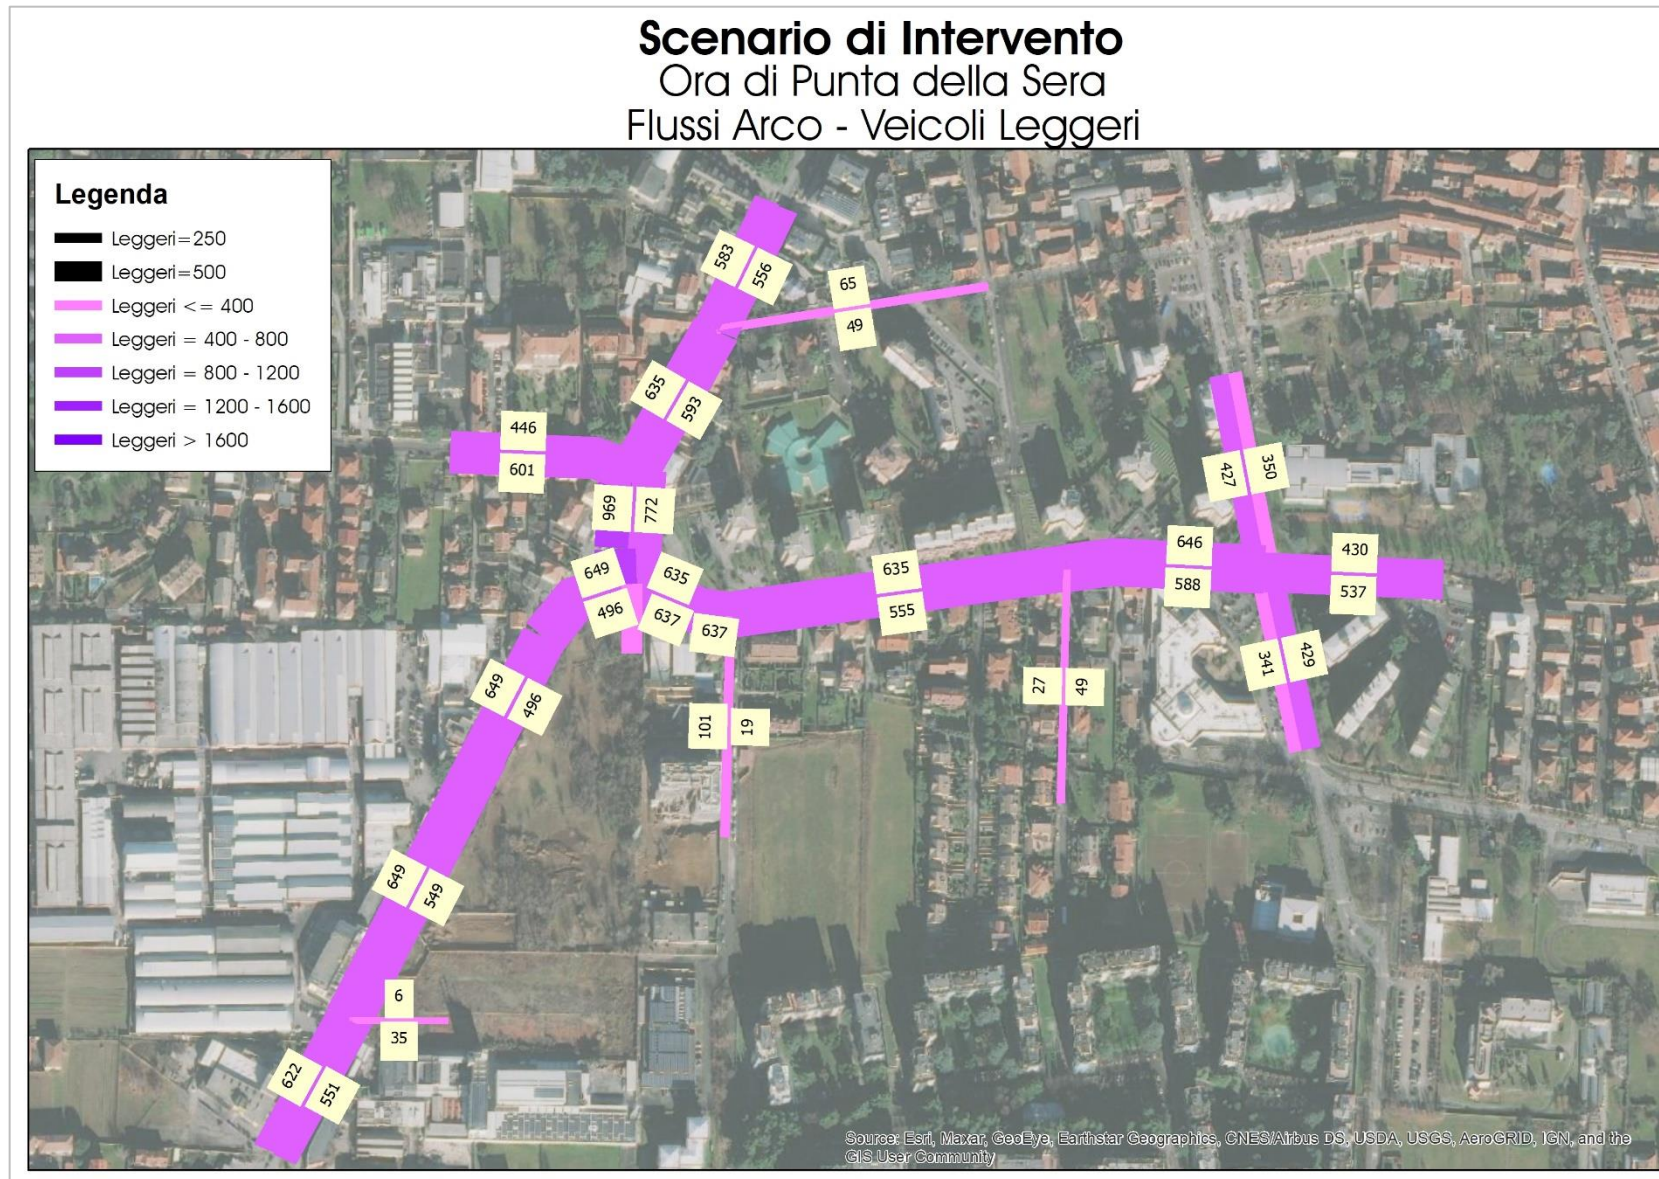 Scenario di Intervento
Ora di Punta della Sera
Flussi Arco - Veicoli Leggeri
Legenda
Leggeri=250
Leggeri=500
Leggeri <= 400
Leggeri = 400 - 800
Leggeri = 800 - 1200
Leggeri = 1200 - 1600
Leggeri > 1600
583
556
65
49
635
593
446
601
969
772
427
350
649
496
635
637
637
635
555
646
588
430
537
341
429
649
496
101
19
27
49
649
549
6
35
622
551
Source: Esri, Maxar, GeoEye, Earthstar Geographics, CNES/Airbus DS, USDA, USGS, AeroGRID, IGN, and the
GIS User Community